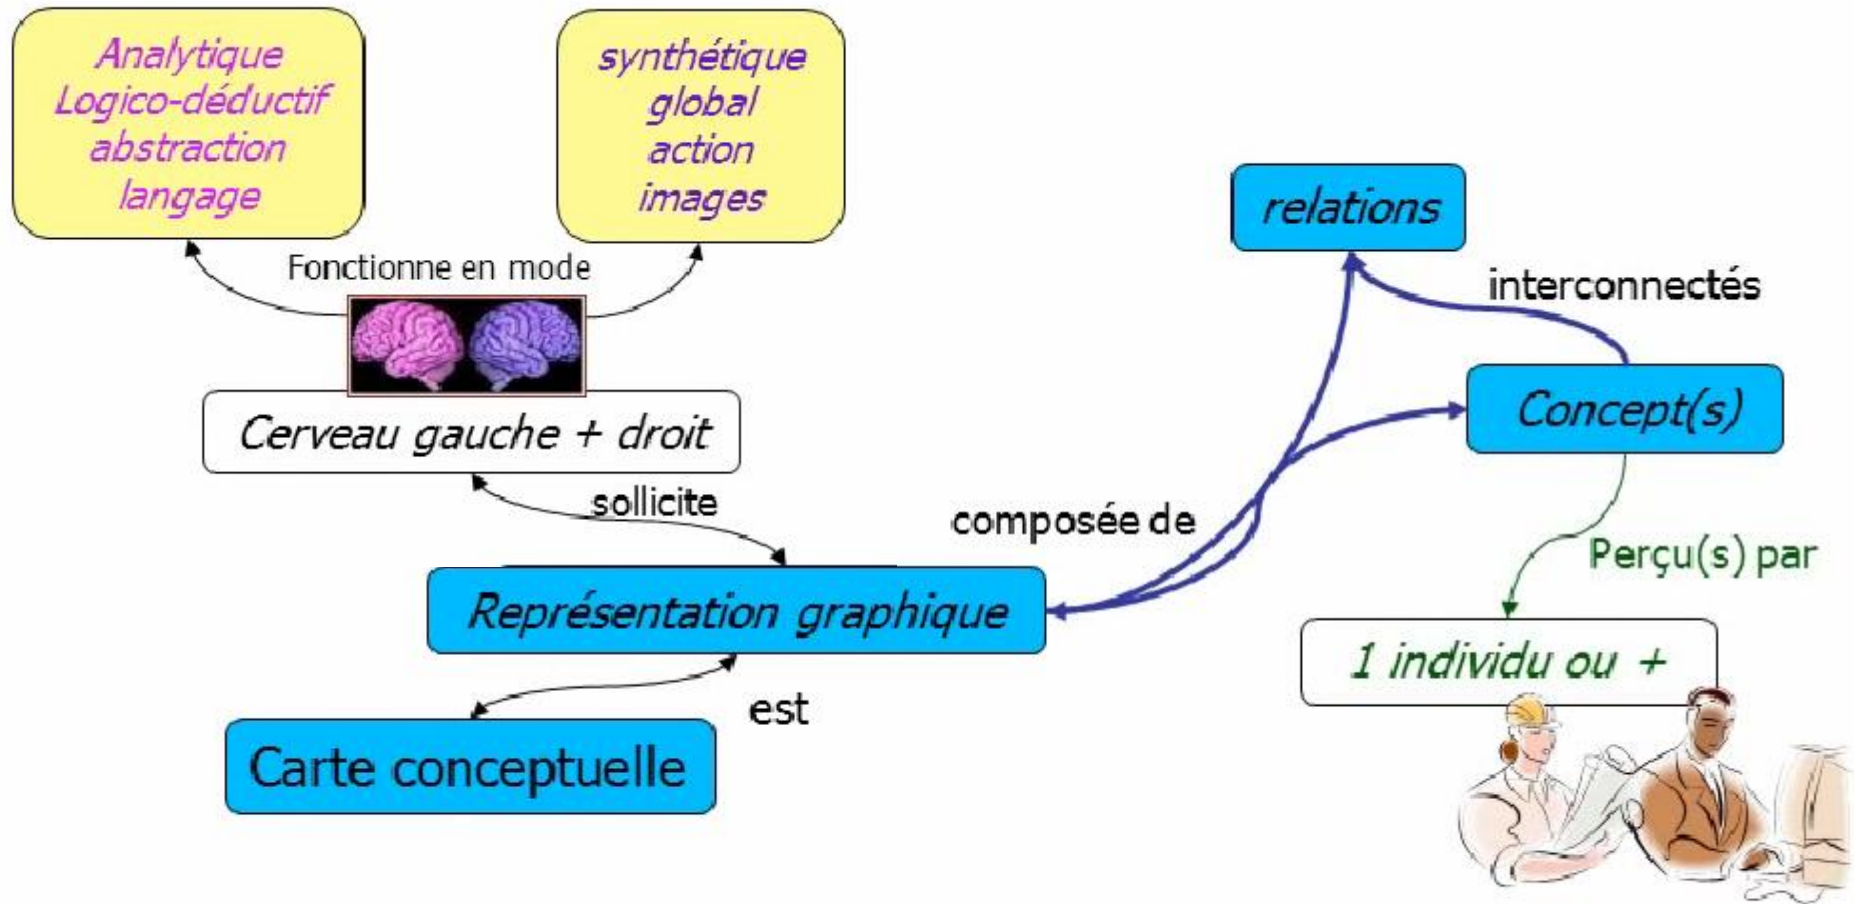 Analytique
Logico-déductif
abstraction
langage
synthétique
global
action
images
Fonctionne en mode
Cerveau gauche + droit
sollicite
Représentation graphique
est
Carte conceptuelle
composée de
relations
interconnectés
Concept(s)
Perçu(s) par
1 individu ou +